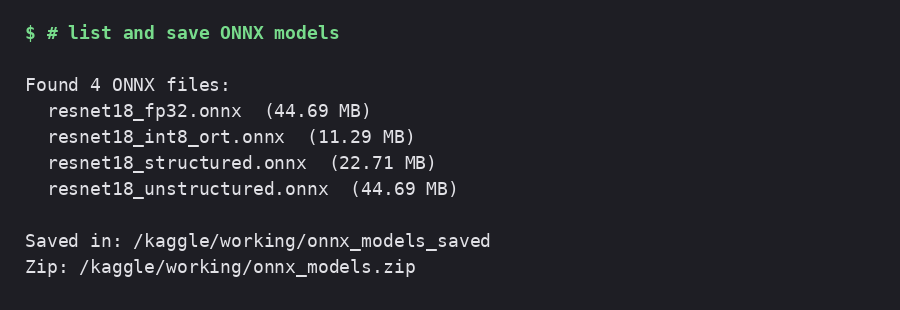 $ # list and save ONNX models
Found 4 ONNX files:
resnet18_fp32.onnx  (44.69 MB)
resnet18_int8_ort.onnx  (11.29 MB)
resnet18_structured.onnx  (22.71 MB)
resnet18_unstructured.onnx  (44.69 MB)
Saved in: /kaggle/working/onnx_models_saved
Zip: /kaggle/working/onnx_models.zip